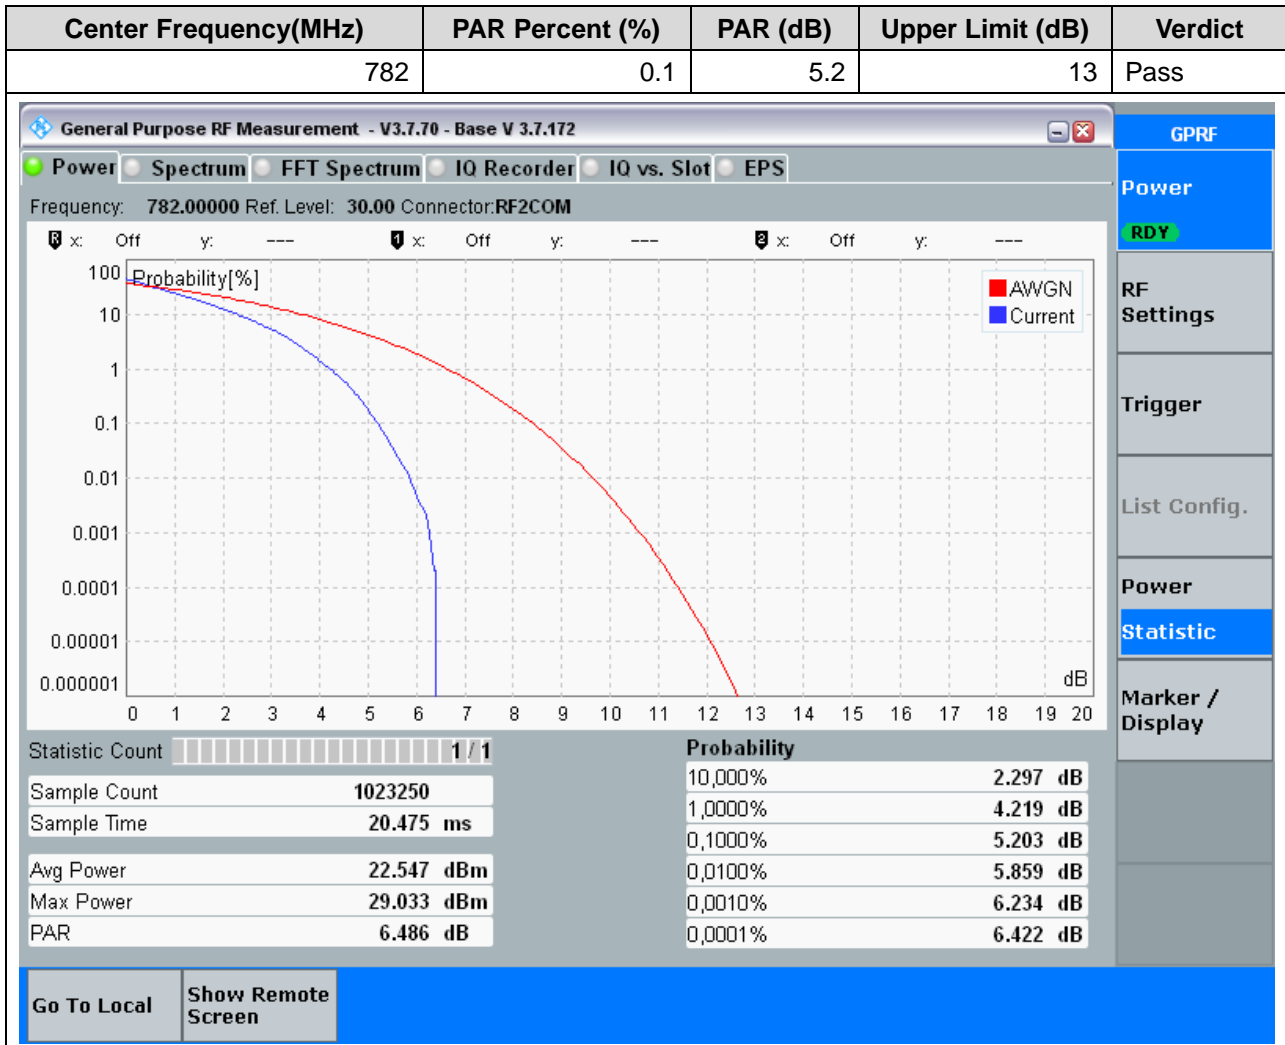 Center Frequency(MHz) PAR Percent (%) PAR (dB) Upper Limit (dB) Verdict
782 0.1 5.2 13 Pass
General Purpose RF Measurement - V3.7.70 - Base V 3.7.172
GPRF
Power Spectrum FFT Spectrum IQ Recorder IQ vs. Slot EPS
Power
RDY
Frequency: 782.00000 Ref. Level: 30.00 Connector:RF2COM
R x: Off y: --- 1 x: Off y: --- 2 x: Off y: ---
Probability[%]
AWGN
Current
100
10
1
0.1
0.01
0.001
0.0001
0.00001
0.000001
dB
0 1 2 3 4 5 6 7 8 9 10 11 12 13 14 15 16 17 18 19 20
RF
Settings
Trigger
List Config.
Power
Statistic
Marker /
Display
Statistic Count 1 / 1
Sample Count 1023250
Sample Time 20.475 ms
Avg Power 22.547 dBm
Max Power 29.033 dBm
PAR 6.486 dB
Probability
10,000% 2.297 dB
1,0000% 4.219 dB
0,1000% 5.203 dB
0,0100% 5.859 dB
0,0010% 6.234 dB
0,0001% 6.422 dB
Go To Local
Show Remote
Screen